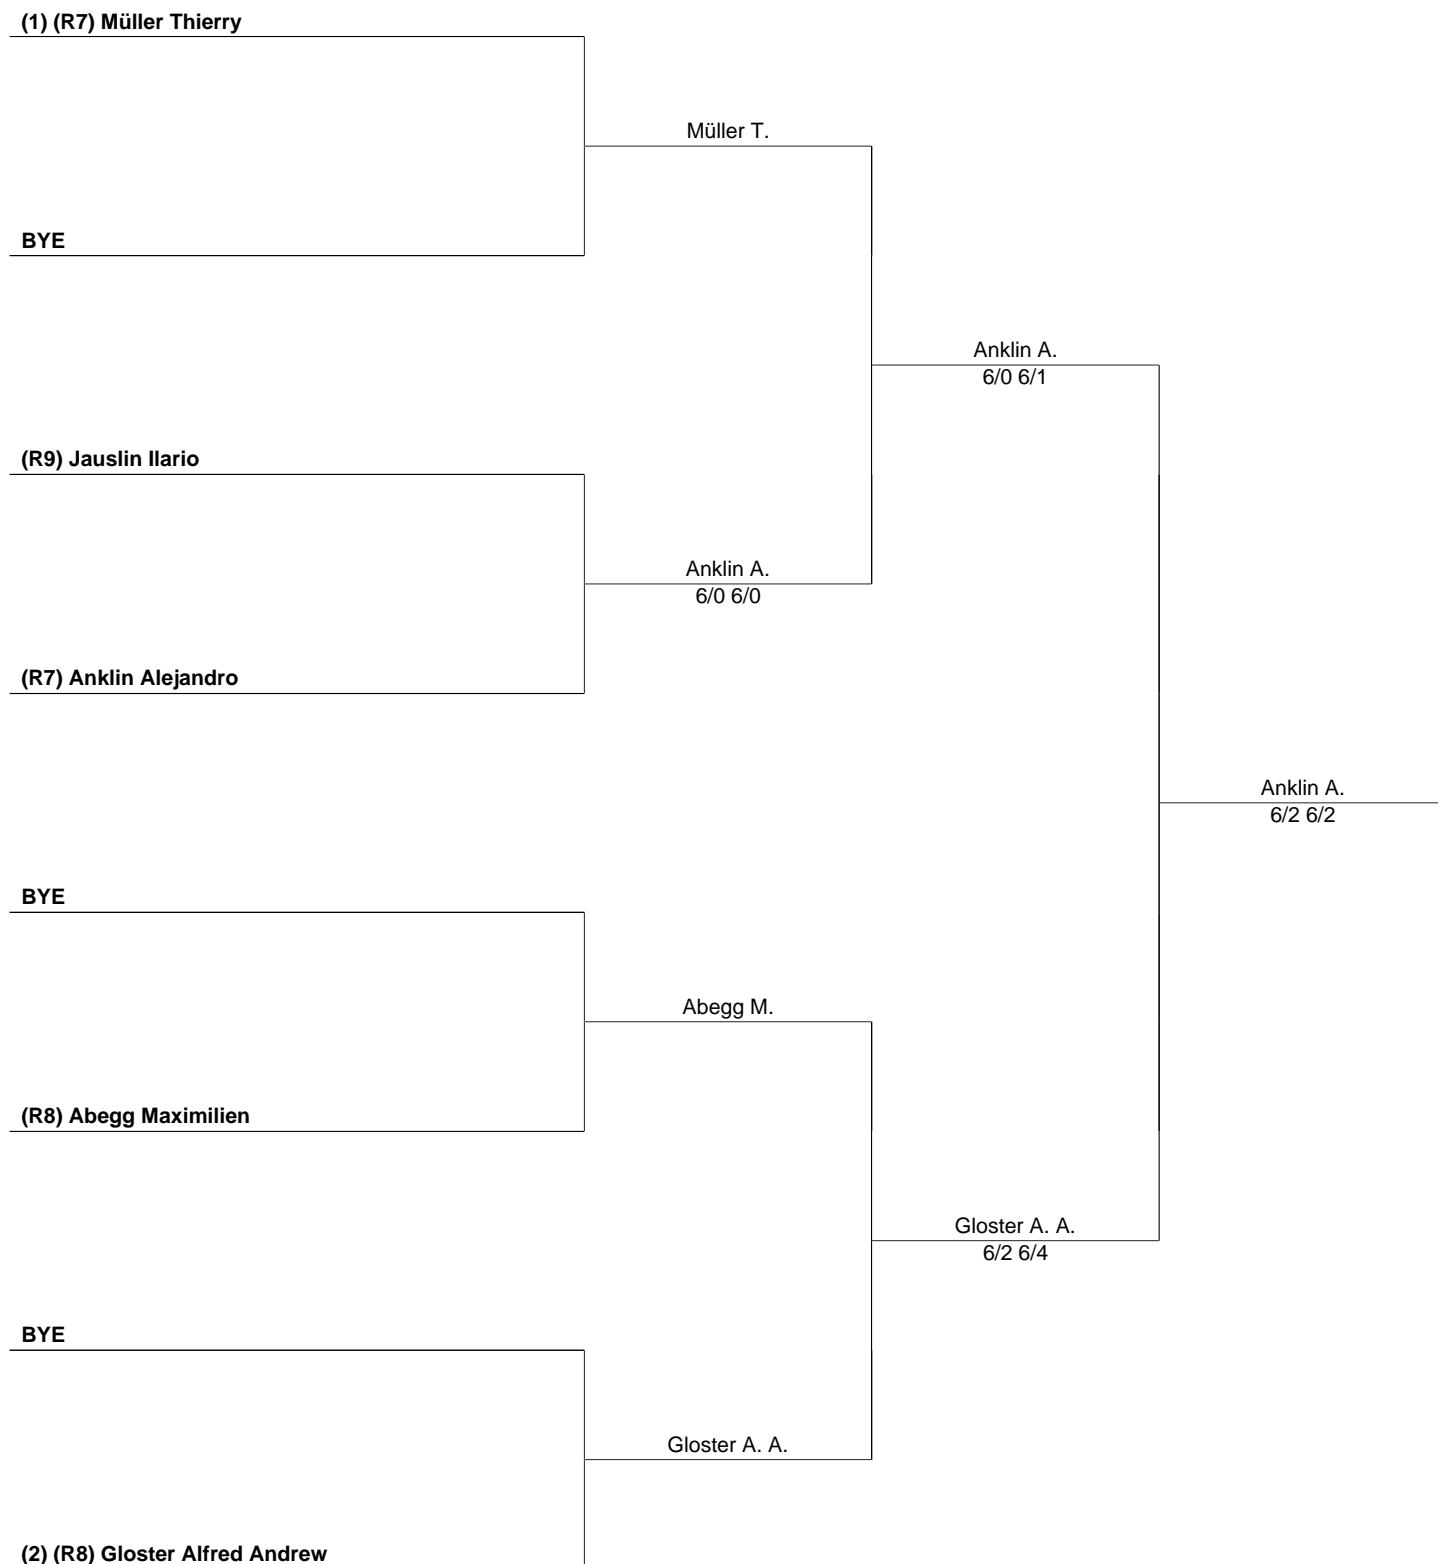 (1) (R7) Müller Thierry
Müller T.
BYE
Anklin A.
6/0 6/1
(R9) Jauslin Ilario
Anklin A.
6/0 6/0
(R7) Anklin Alejandro
Anklin A.
6/2 6/2
BYE
Abegg M.
(R8) Abegg Maximilien
Gloster A. A.
6/2 6/4
BYE
Gloster A. A.
(2) (R8) Gloster Alfred Andrew